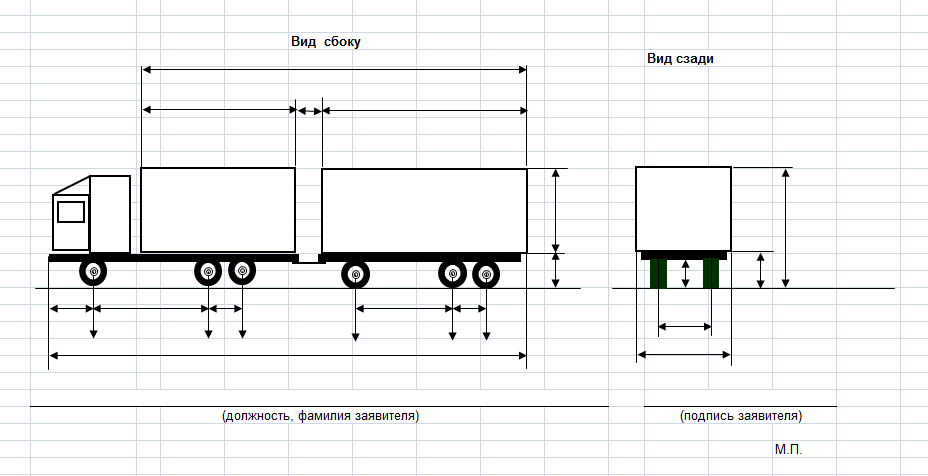 Вид сбоку
Вид сзади
(должность, фамилия заявителя)
(подпись заявителя)
М.П.